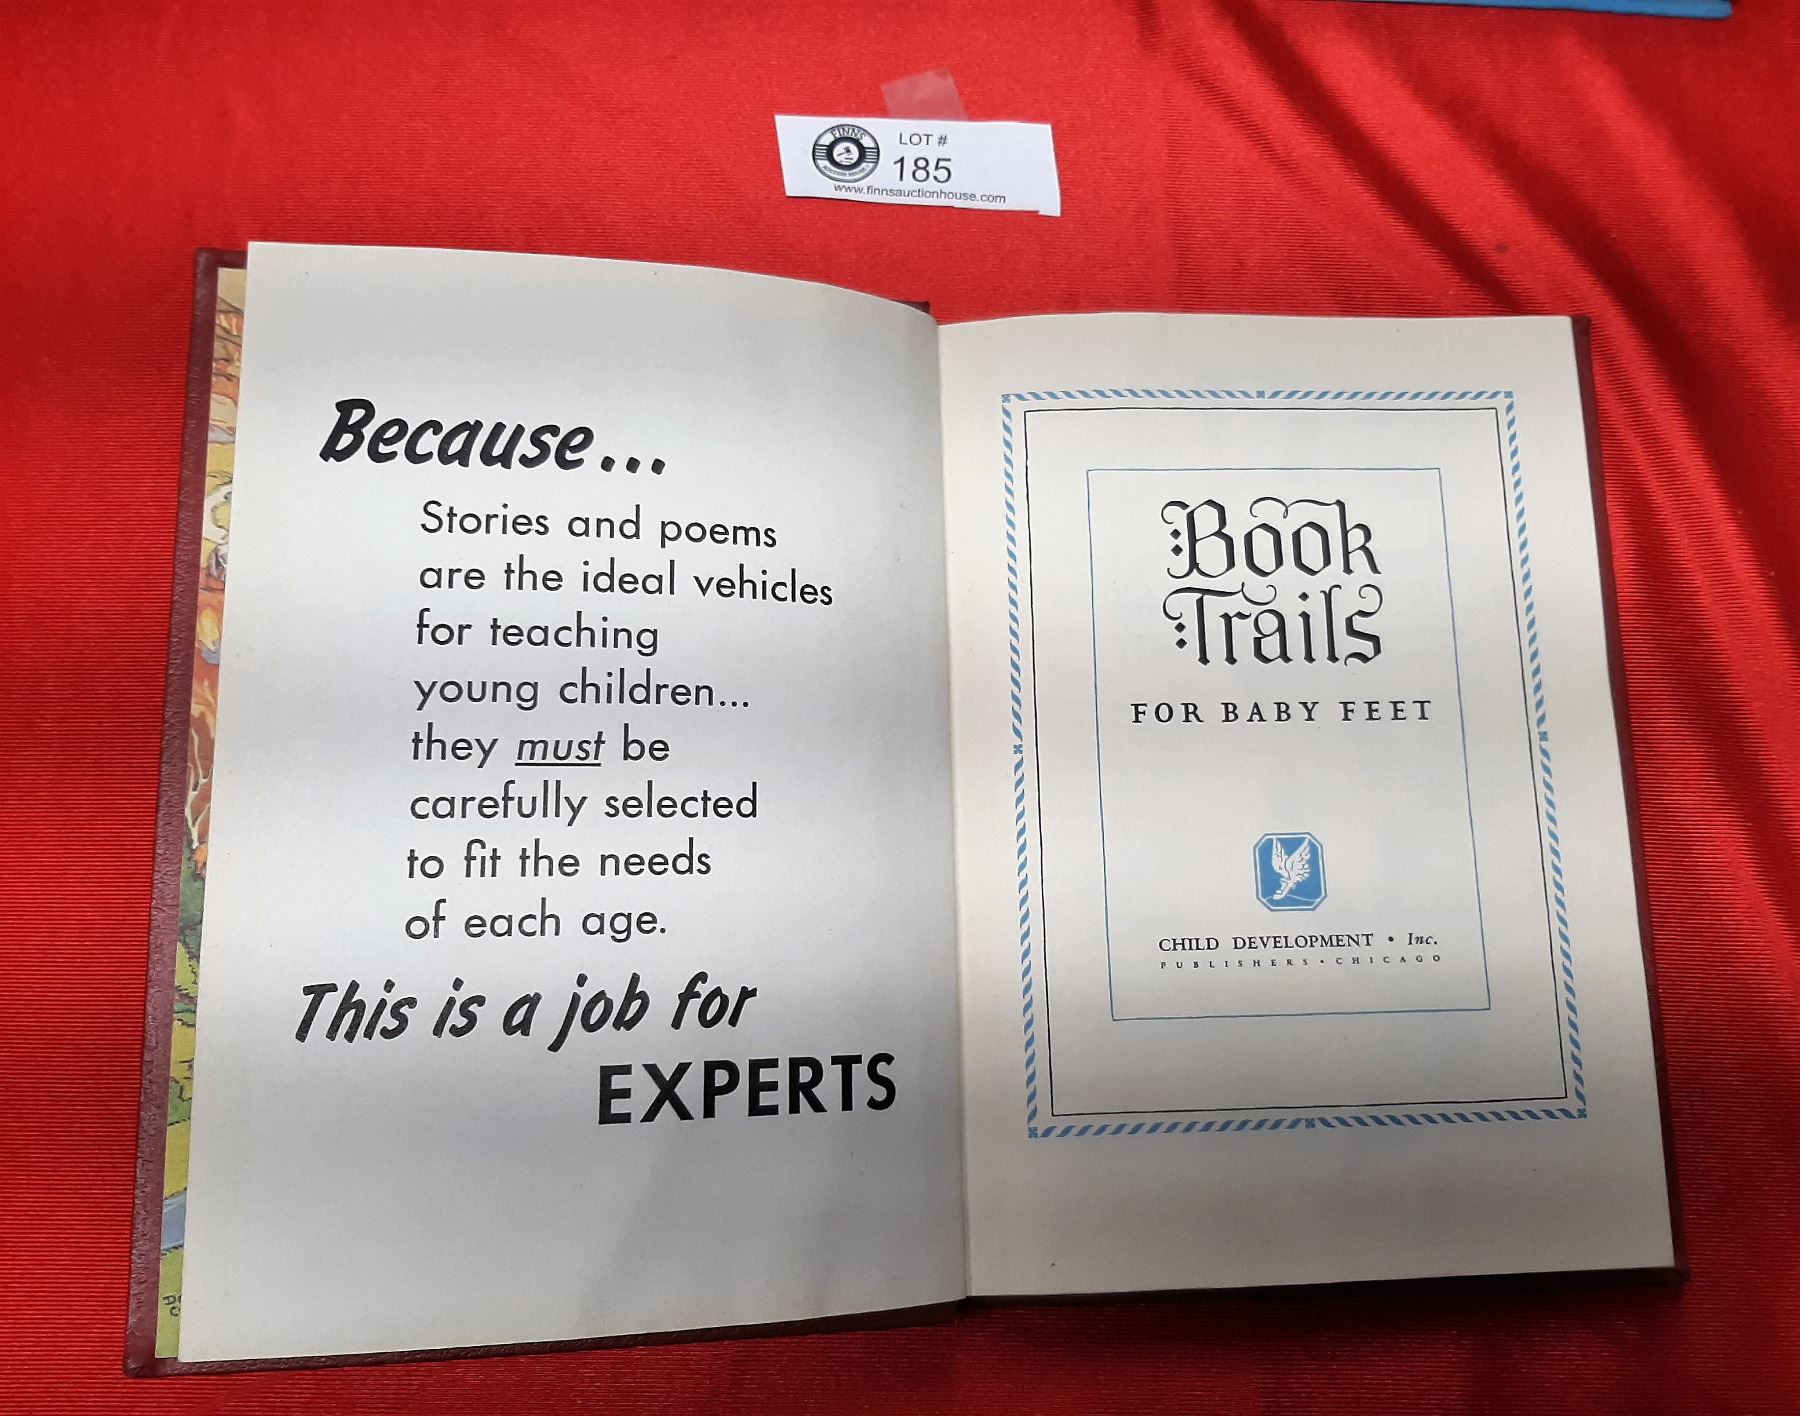 FINNS
LOT #
185
www.finnsauctionhouse.com
Because...
Stories and poems
are the ideal vehicles
for teaching
young children...
they must be
carefully selected
to fit the needs
of each age.
This is a job for
EXPERTS
Book
Trails
FOR BABY FEET
CHILD DEVELOPMENT • Inc.
PUBLISHERS • CHICAGO